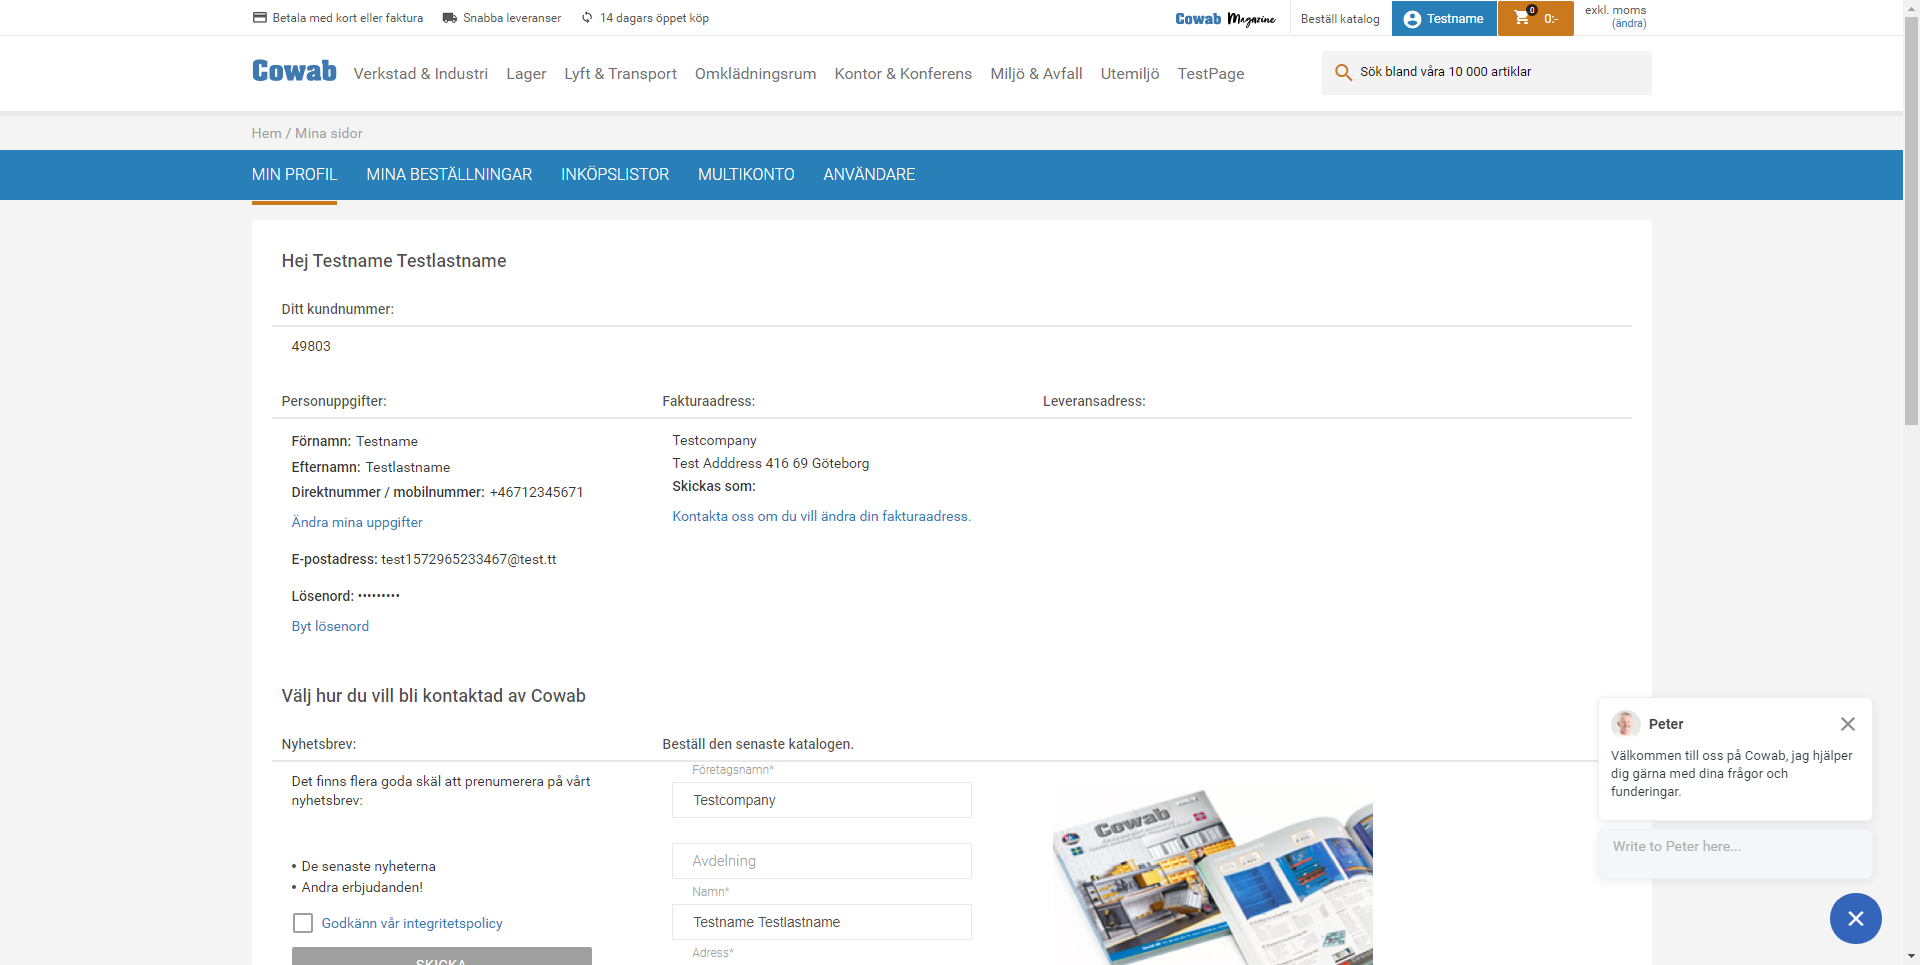 Betala med kort eller faktura
Snabba leveranser
14 dagars öppet köp
Cowab Magazine
Beställ katalog
Testname
0
0:-
exkl. moms
(ändra)
Cowab
Verkstad & Industri
Lager
Lyft & Transport
Omklädningsrum
Kontor & Konferens
Miljö & Avfall
Utemiljö
TestPage
Sök bland våra 10 000 artiklar
Hem / Mina sidor
MIN PROFIL
MINA BESTÄLLNINGAR
INKÖPSLISTOR
MULTIKONTO
ANVÄNDARE
Hej Testname Testlastname
Ditt kundnummer:
49803
Personuppgifter:
Förnamn: Testname
Efternamn: Testlastname
Direktnummer / mobilnummer: +46712345671
Ändra mina uppgifter
E-postadress: test1572965233467@test.tt
Lösenord: •••••••••
Byt lösenord
Fakturaadress:
Testcompany
Test Adddress 416 69 Göteborg
Skickas som:
Kontakta oss om du vill ändra din fakturaadress.
Leveransadress:
Välj hur du vill bli kontaktad av Cowab
Nyhetsbrev:
Det finns flera goda skäl att prenumerera på vårt
nyhetsbrev:
• De senaste nyheterna
• Andra erbjudanden!
Godkänn vår integritetspolicy
SKICKA
Beställ den senaste katalogen.
Företagsnamn*
Testcompany
Avdelning
Namn*
Testname Testlastname
Adress*
Cowab
Peter
Välkommen till oss på Cowab, jag hjälper
dig gärna med dina frågor och
funderingar.
Write to Peter here...